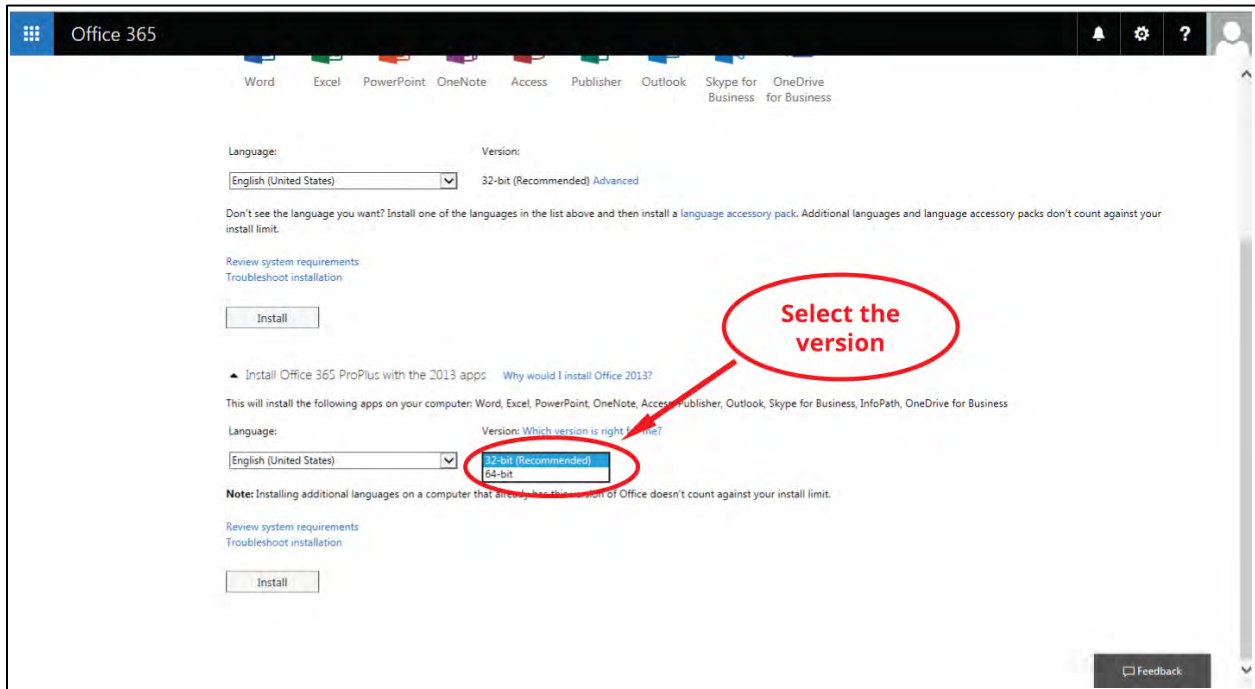 Office 365
?
Word Excel PowerPoint OneNote Access Publisher Outlook Skype for Business OneDrive for Business
Language: Version:
English (United States) 32-bit (Recommended) Advanced
Don't see the language you want? Install one of the languages in the list above and then install a language accessory pack. Additional languages and language accessory packs don't count against your
install limit.
Review system requirements
Troubleshoot installation
Install
Select the
version
Install Office 365 ProPlus with the 2013 apps Why would I install Office 2013?
This will install the following apps on your computer: Word, Excel, PowerPoint, OneNote, Access, Publisher, Outlook, Skype for Business, InfoPath, OneDrive for Business
Language: Version: Which version is right for me?
English (United States) 32-bit (Recommended)
64-bit
Note: Installing additional languages on a computer that already has this version of Office doesn't count against your install limit.
Review system requirements
Troubleshoot installation
Install
Feedback